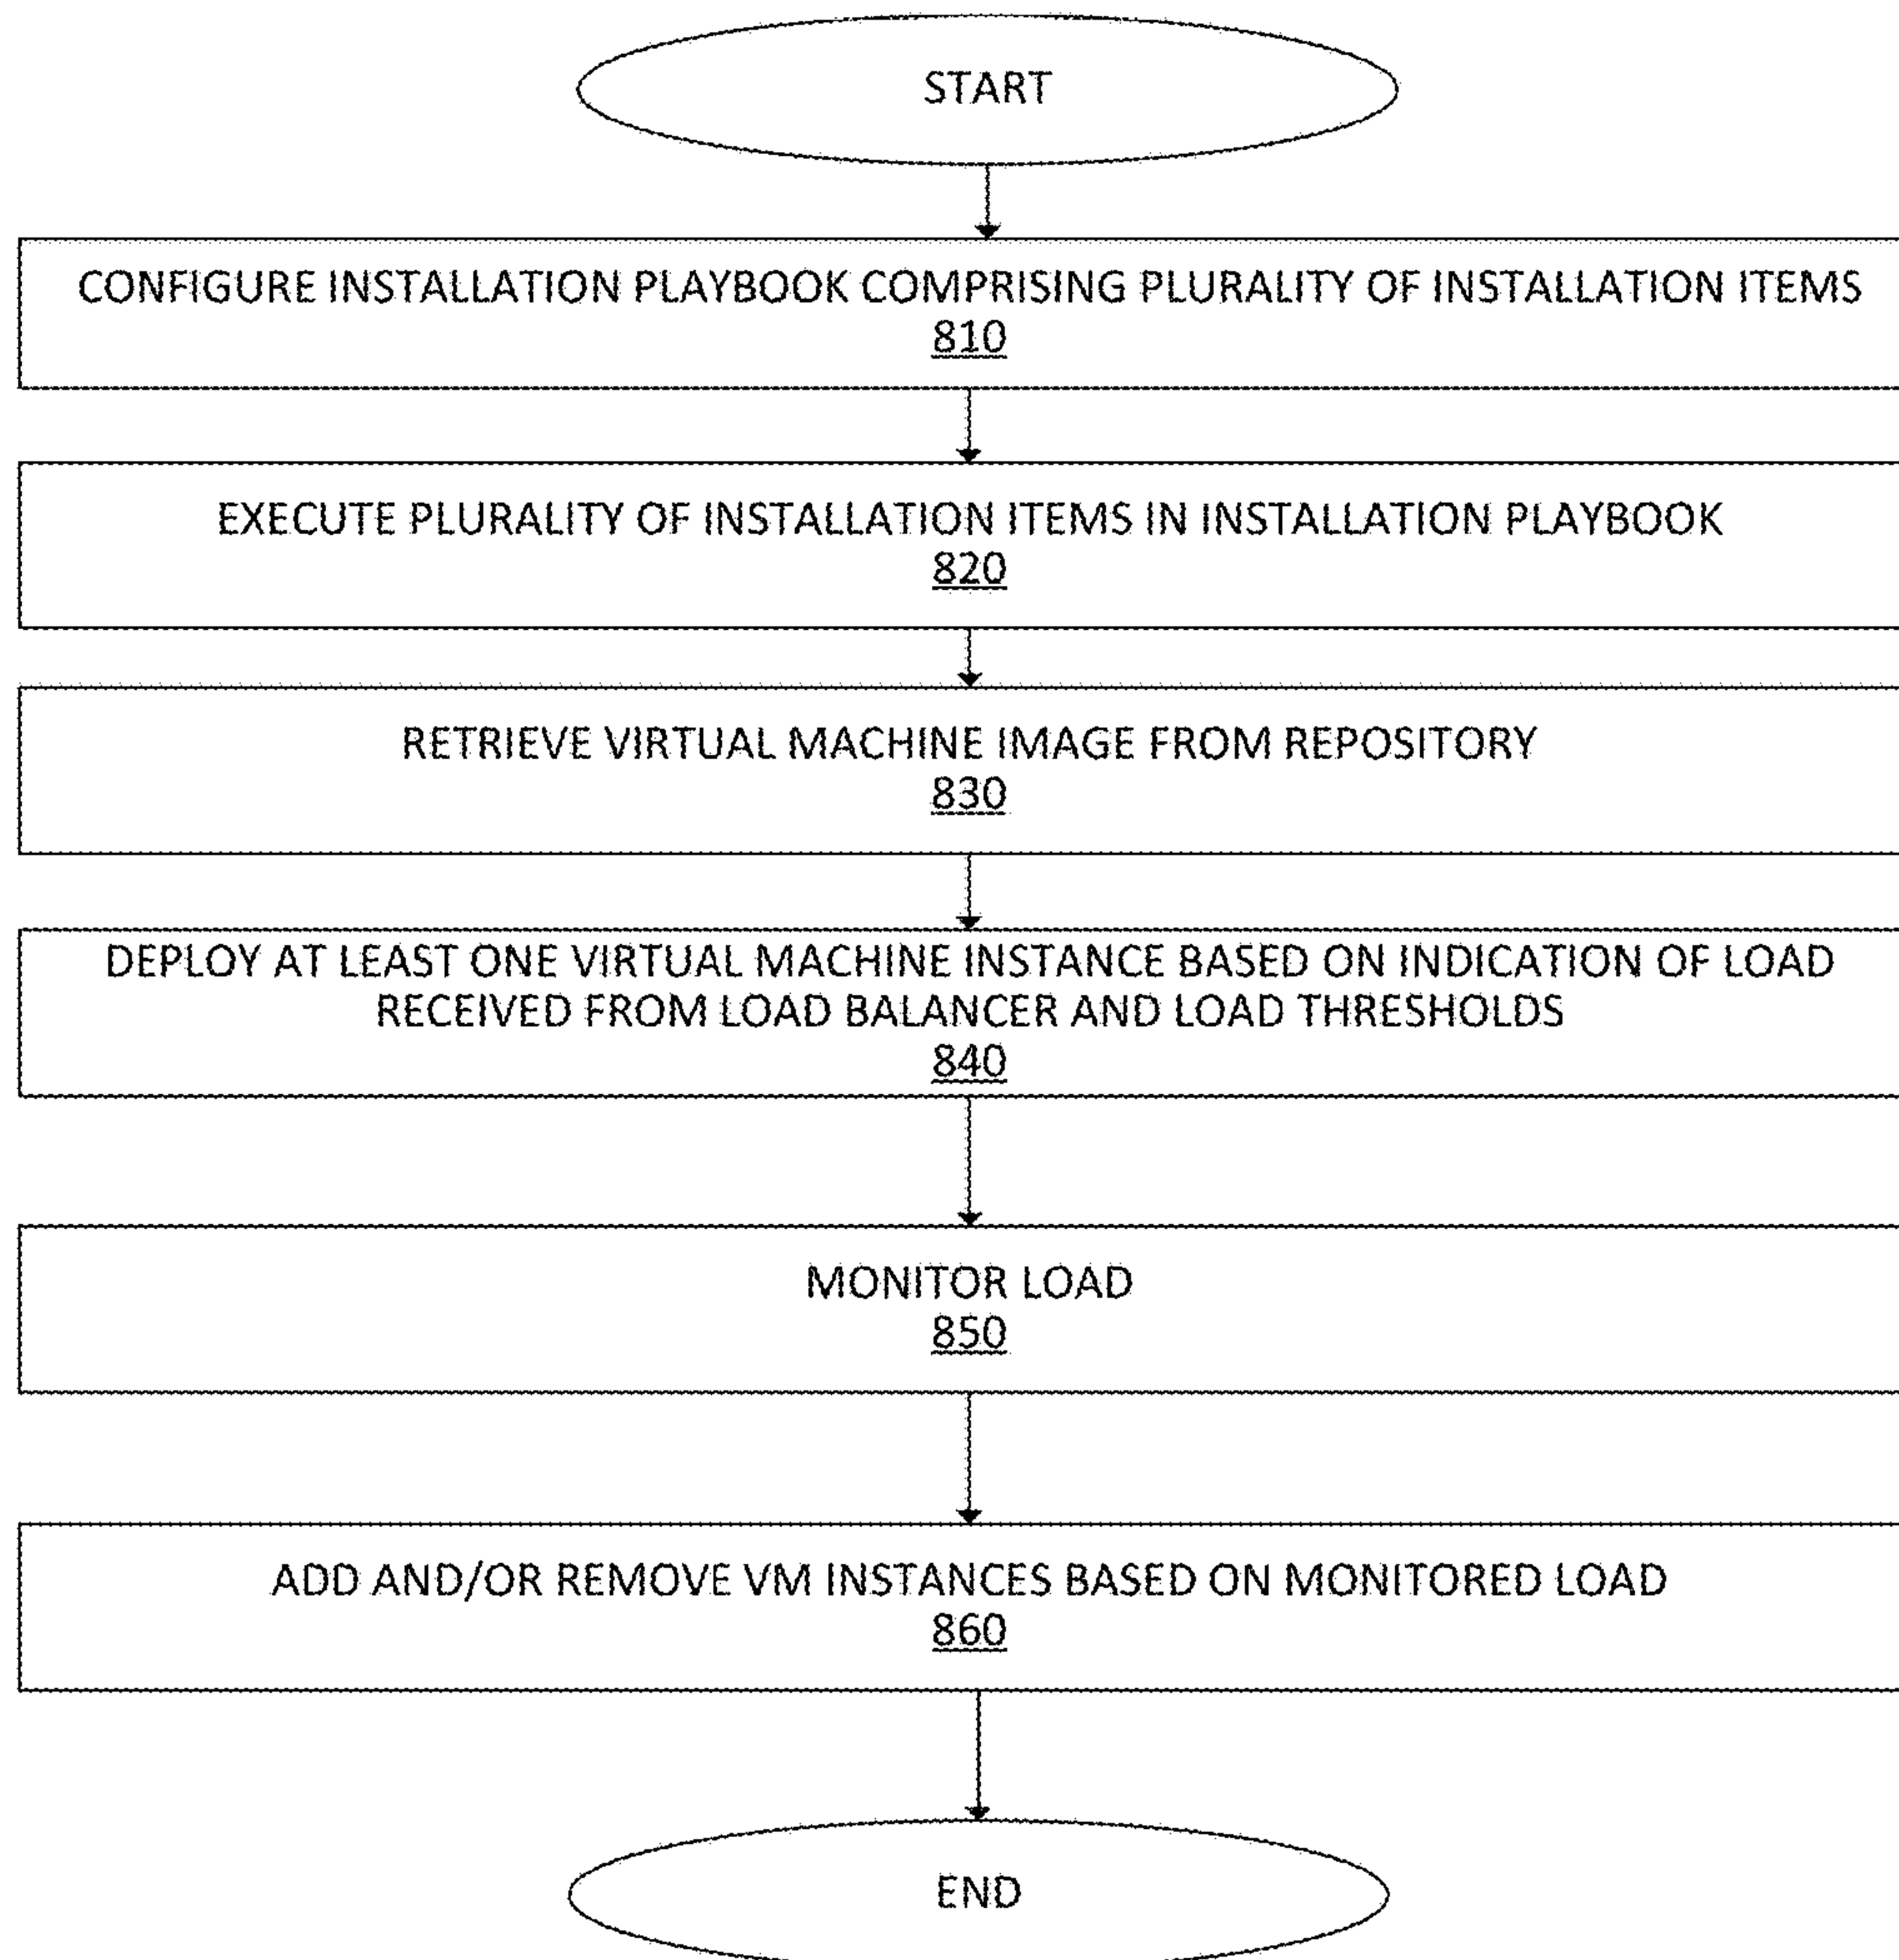 START
CONFIGURE INSTALLATION PLAYBOOK COMPRISING PLURALITY OF INSTALLATION ITEMS
810
EXECUTE PLURALITY OF INSTALLATION ITEMS IN INSTALLATION PLAYBOOK
820
RETRIEVE VIRTUAL MACHINE IMAGE FROM REPOSITORY
830
DEPLOY AT LEAST ONE VIRTUAL MACHINE INSTANCE BASED ON INDICATION OF LOAD
RECEIVED FROM LOAD BALANCER AND LOAD THRESHOLDS
840
MONITOR LOAD
850
ADD AND/OR REMOVE VM INSTANCES BASED ON MONITORED LOAD
860
END